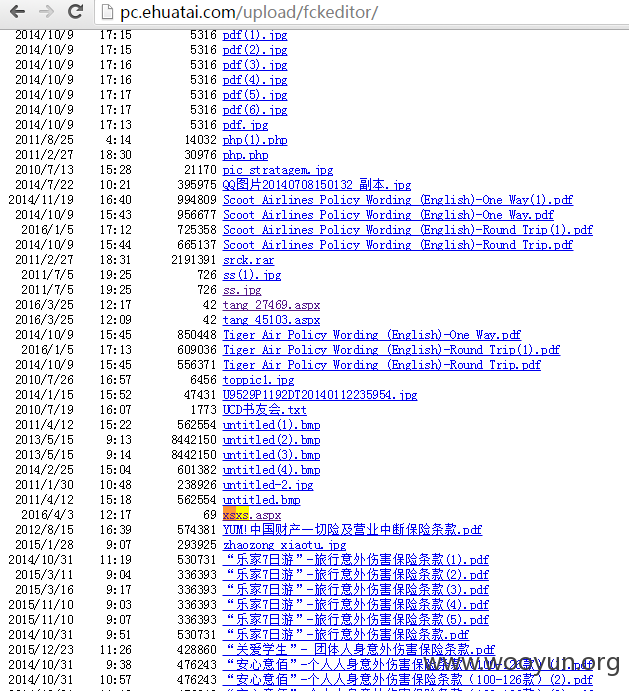 pc.ehuatai.com/upload/fckeditor/
2014/10/9 17:15 5316 pdf(1).jpg
2014/10/9 17:15 5316 pdf(2).jpg
2014/10/9 17:16 5316 pdf(3).jpg
2014/10/9 17:16 5316 pdf(4).jpg
2014/10/9 17:17 5316 pdf(5).jpg
2014/10/9 17:17 5316 pdf(6).jpg
2014/10/9 17:13 5316 pdf.jpg
2011/8/25 4:14 14032 php(1).php
2011/2/27 18:30 30976 php.php
2010/7/13 15:28 21170 pic_stratagem.jpg
2014/7/22 10:21 395975 QQ图片20140708150132 副本.jpg
2014/11/19 16:40 994809 Scoot Airlines Policy Wording (English)-One Way(1).pdf
2014/10/9 15:43 956677 Scoot Airlines Policy Wording (English)-One Way.pdf
2016/1/5 17:12 725358 Scoot Airlines Policy Wording (English)-Round Trip(1).pdf
2014/10/9 15:44 665137 Scoot Airlines Policy Wording (English)-Round Trip.pdf
2011/2/27 18:31 2191391 srck.rar
2011/7/5 19:25 726 ss(1).jpg
2011/7/5 19:25 726 ss.jpg
2016/3/25 12:17 42 tang_27469.aspx
2016/3/25 12:09 42 tang_45103.aspx
2014/10/9 15:45 850448 Tiger Air Policy Wording (English)-One Way.pdf
2016/1/5 17:13 609036 Tiger Air Policy Wording (English)-Round Trip(1).pdf
2014/10/9 15:45 556371 Tiger Air Policy Wording (English)-Round Trip.pdf
2010/7/26 16:57 6456 toppic1.jpg
2014/1/15 15:52 47431 U9529P1192DT20140112235954.jpg
2010/7/19 16:07 1773 UCD书友会.txt
2011/4/12 15:22 562554 untitled(1).bmp
2013/5/15 9:13 8442150 untitled(2).bmp
2013/5/15 9:14 8442150 untitled(3).bmp
2014/2/25 15:04 601382 untitled(4).bmp
2011/1/30 10:48 238926 untitled-2.jpg
2011/4/12 15:18 562554 untitled.bmp
2016/4/3 12:17 69 xsxs.aspx
2012/8/15 16:39 574381 YUM!中国财产一切险及营业中断保险条款.pdf
2015/1/28 9:07 293925 zhaozong_xiaotu.jpg
2014/10/31 11:19 530731 “乐家7日游”-旅行意外伤害保险条款(1).pdf
2015/3/11 9:04 336393 “乐家7日游”-旅行意外伤害保险条款(2).pdf
2015/3/16 9:17 336393 “乐家7日游”-旅行意外伤害保险条款(3).pdf
2015/11/10 9:03 336393 “乐家7日游”-旅行意外伤害保险条款(4).pdf
2015/11/10 9:07 336393 “乐家7日游”-旅行意外伤害保险条款(5).pdf
2014/10/31 9:51 530731 “乐家7日游”-旅行意外伤害保险条款.pdf
2015/12/23 11:26 428860 “关爱学生”- 团体人身意外伤害保险条款.pdf
2014/10/31 9:38 476243 “安心意佰”-个人人身意外伤害保险条款(100-126款)(1).pdf
2014/10/31 10:57 476243 “安心意佰”-个人人身意外伤害保险条款(100-126款)(2).pdf
www.wooyun.org